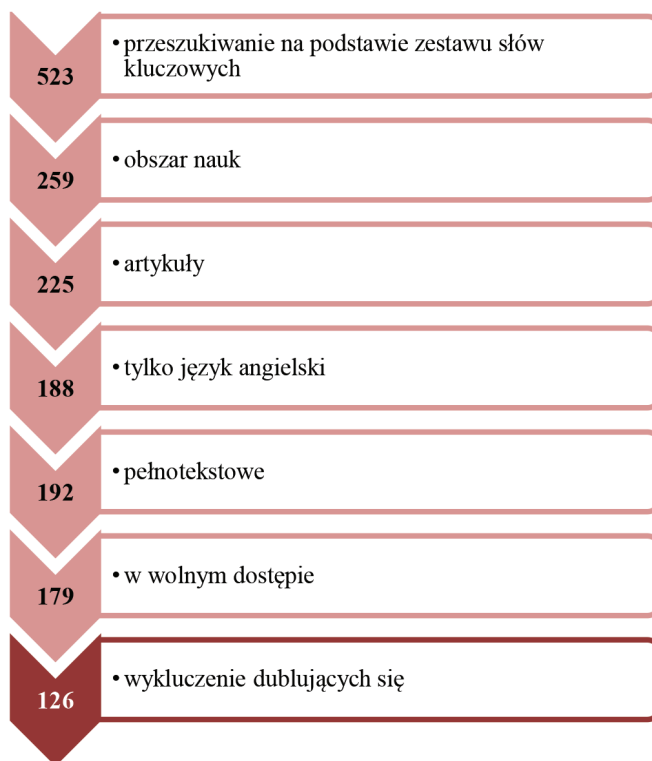 523
• przeszukiwanie na podstawie zestawu słów
kluczowych
259
• obszar nauk
225
• artykuły
188
• tylko język angielski
192
• pełnotekstowe
179
• w wolnym dostępie
126
• wykluczenie dublujących się